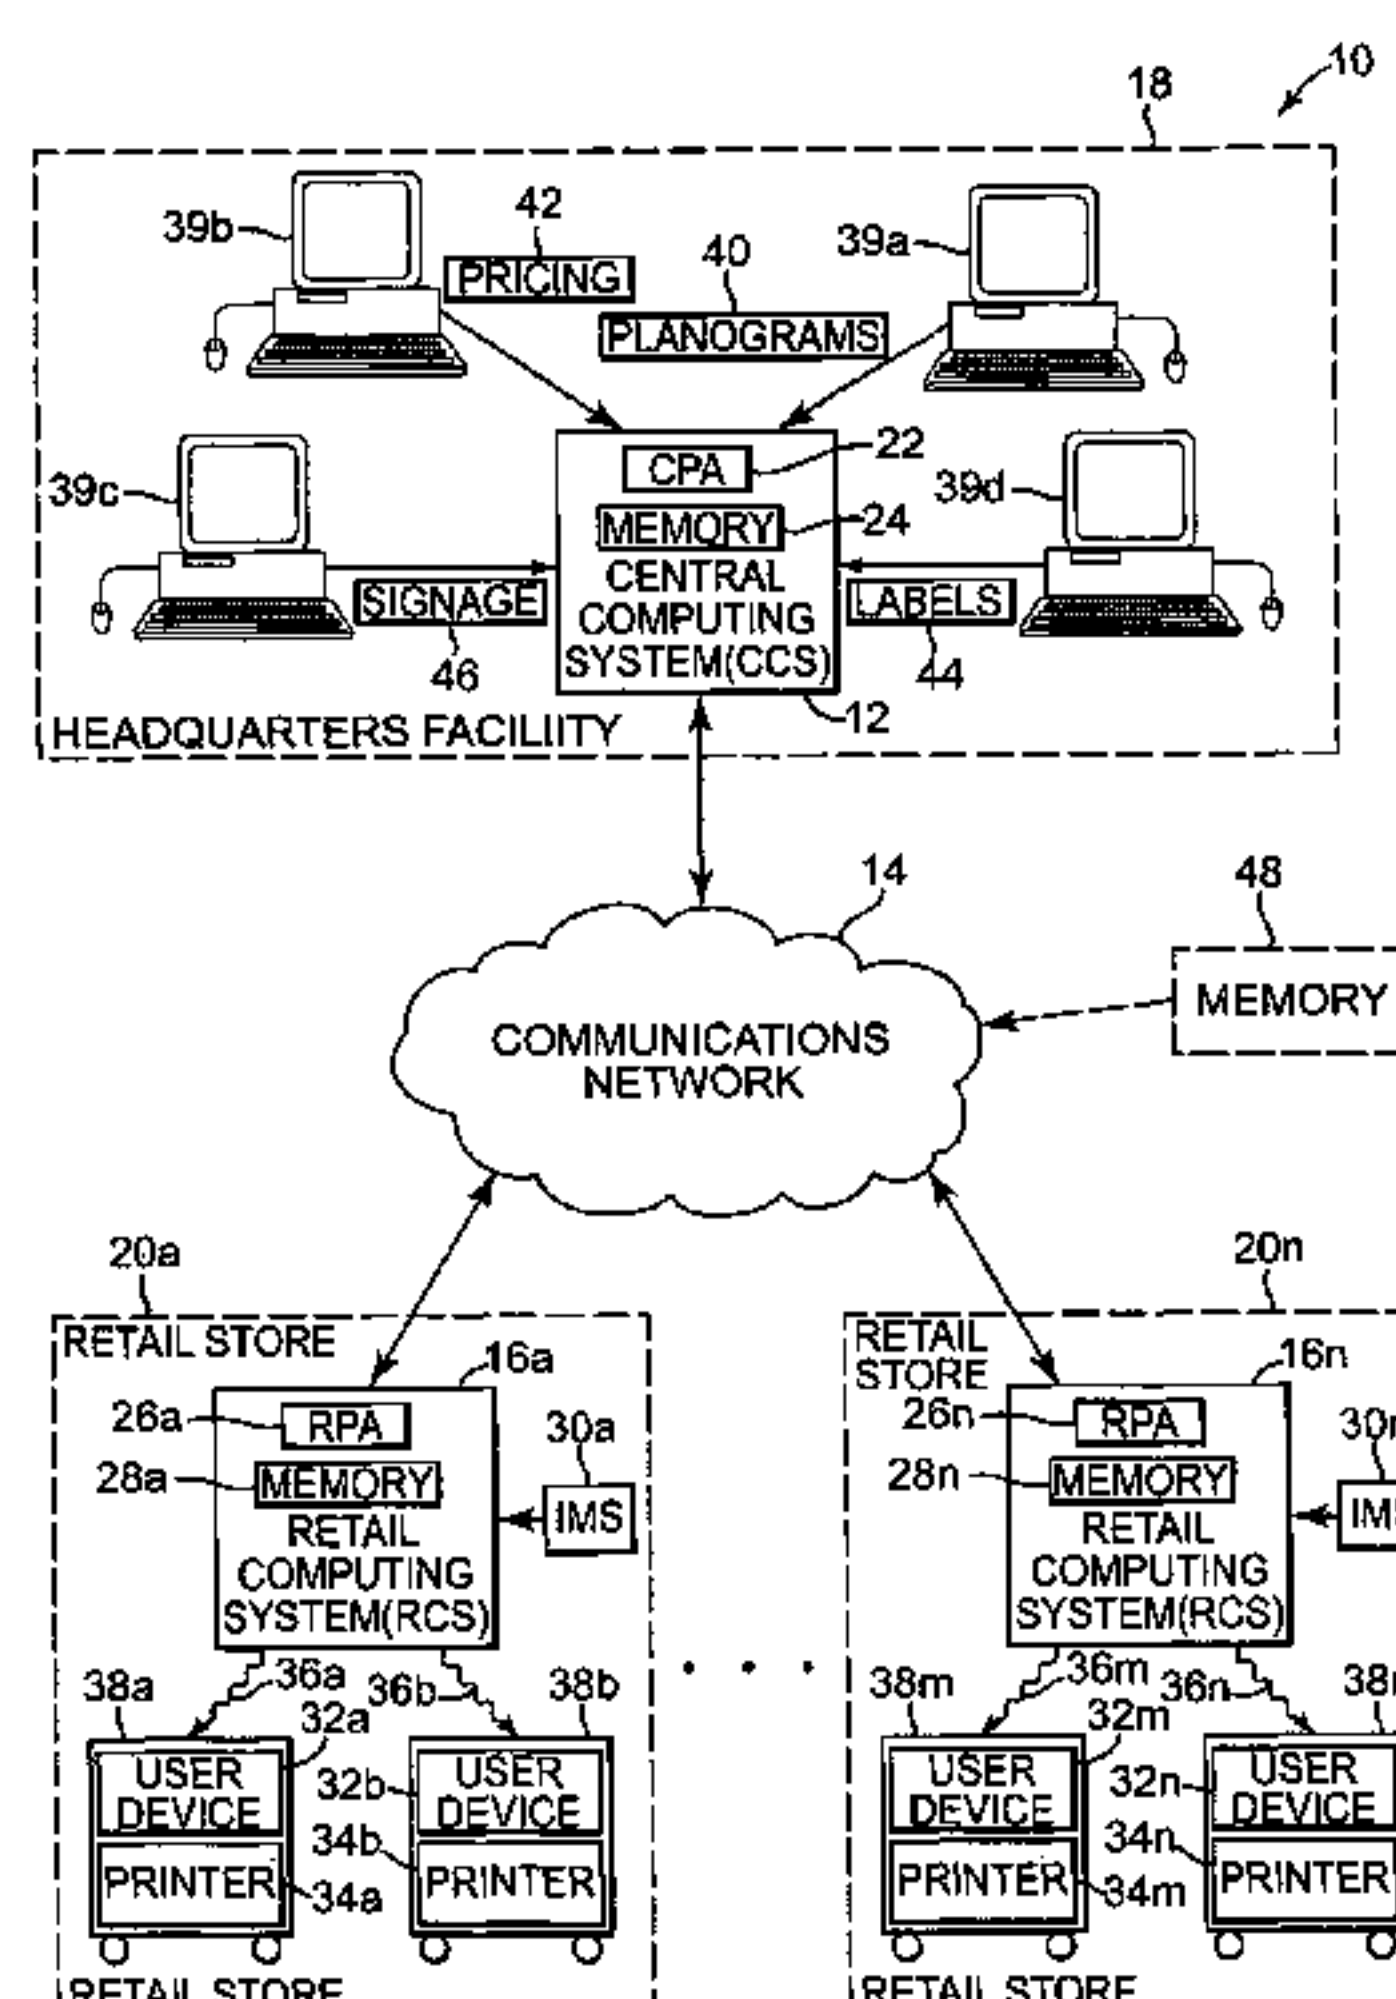 10
18
42
39b
PRICING
40
39a
PLANOGRAMS
CPA
22
39c
39d
MEMORY
24
CENTRAL
COMPUTING
SYSTEM(CCS)
SIGNAGE
LABELS
46
44
12
HEADQUARTERS FACILIITY
14
48
MEMORY
COMMUNICATIONS
NETWORK
20a
20n
RETAIL STORE
16a
26a
RPA
30a
28a
MEMORY
IMS
RETAIL
COMPUTING
SYSTEM(RCS)
RETAIL
STORE
16n
26n
RPA
28n
MEMORY
RETAIL
COMPUTING
SYSTEM(RCS)
36a
36b
38a
38b
32a
USER
DEVICE
32b
USER
DEVICE
34b
PRINTER
34a
PRINTER
• • •
36m
36n
38m
32m
USER
DEVICE
32n
USER
DEVICE
34n
PRINTER
34m
PRINTER
RETAIL STORE
RETAIL STORE